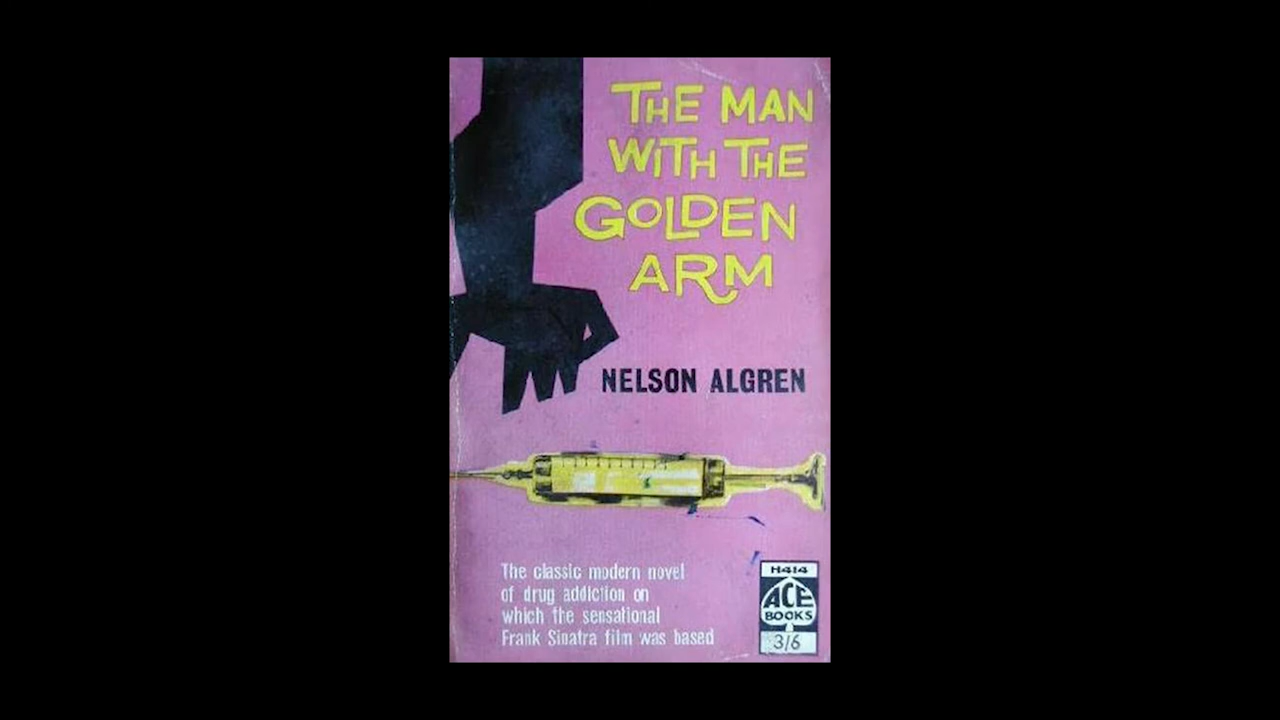 THE MAN
WITH THE
GOLDEN
ARM
NELSON ALGREN
The classic modern novel
of drug addiction on
which the sensational
Frank Sinatra film was based
H414
ACE
BOOKS
3/6